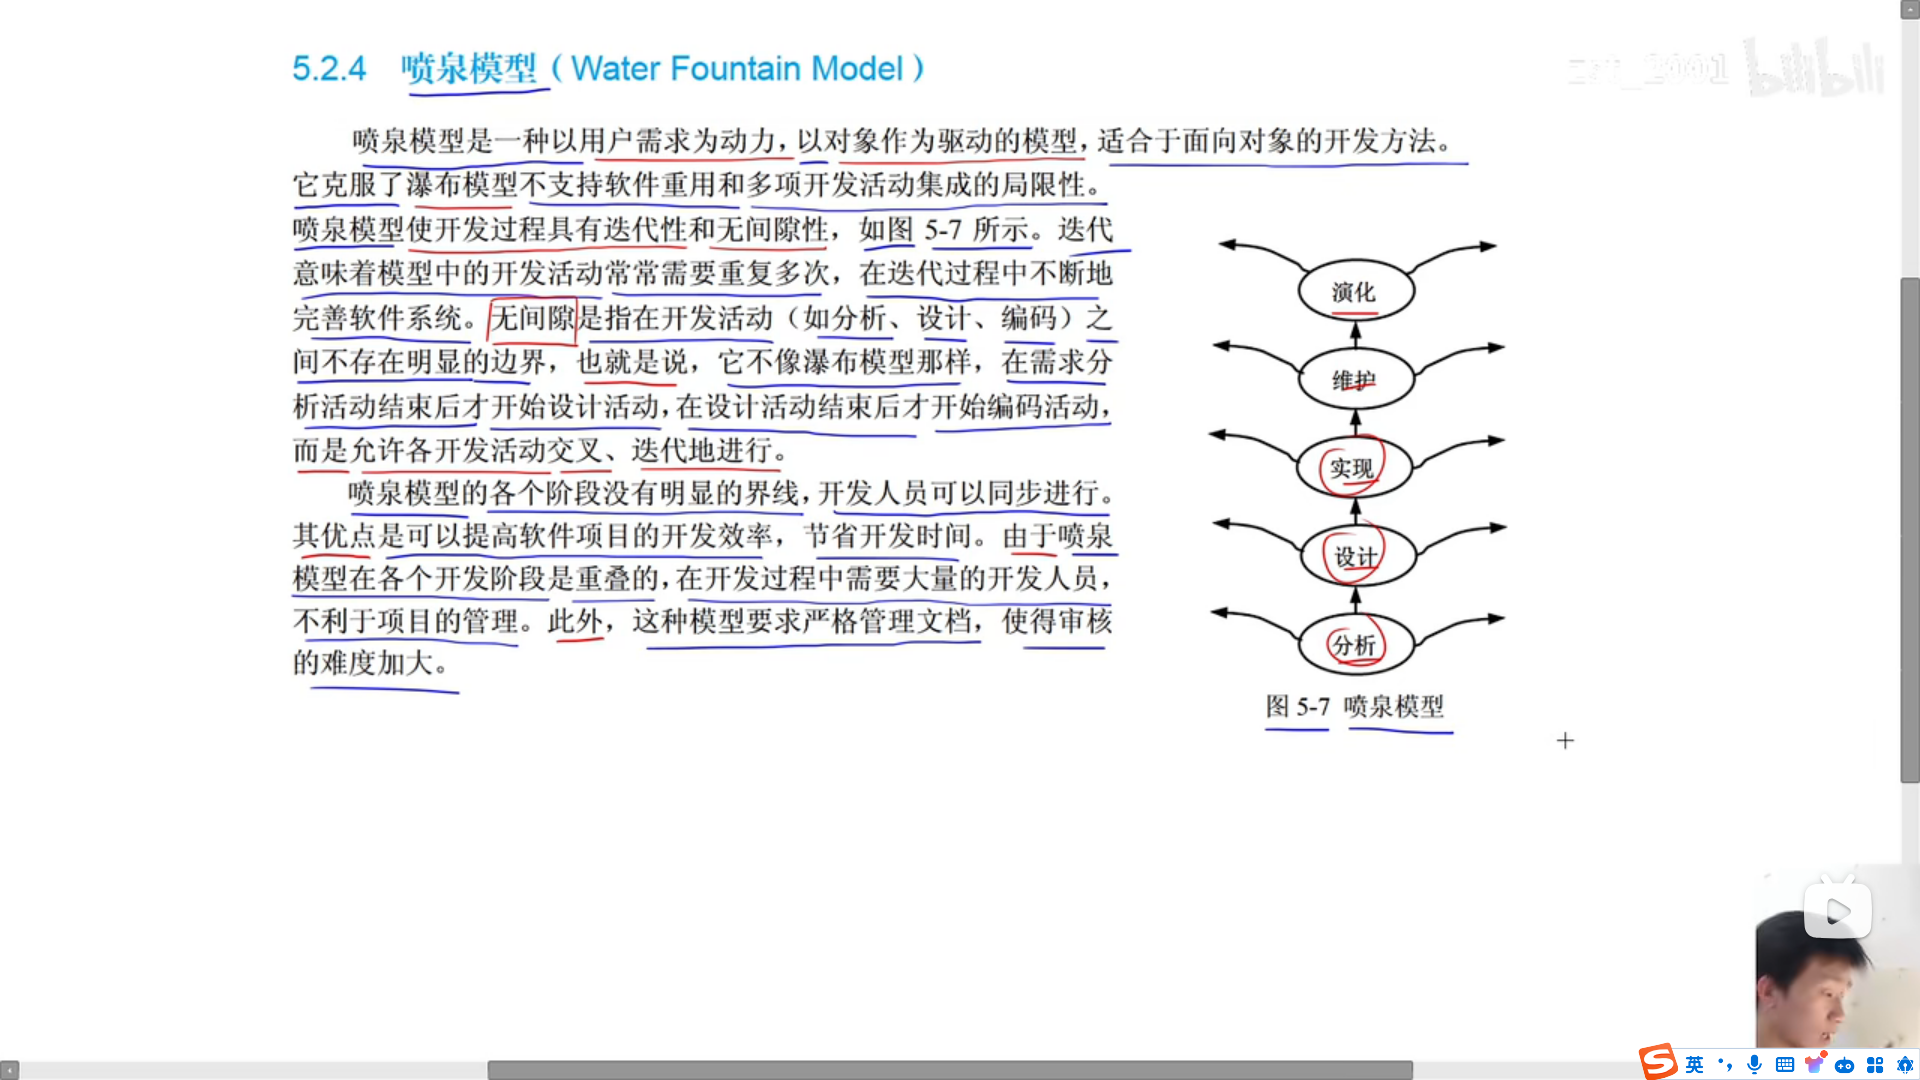 5.2.4 喷泉模型（Water Fountain Model）
喷泉模型是一种以用户需求为动力，以对象作为驱动的模型，适合于面向对象的开发方法。
它克服了瀑布模型不支持软件重用和多项开发活动集成的局限性。
喷泉模型使开发过程具有迭代性和无间隙性，如图 5-7 所示。迭代
意味着模型中的开发活动常常需要重复多次，在迭代过程中不断地
完善软件系统。无间隙是指在开发活动（如分析、设计、编码）之
间不存在明显的边界，也就是说，它不像瀑布模型那样，在需求分
析活动结束后才开始设计活动，在设计活动结束后才开始编码活动，
而是允许各开发活动交叉、迭代地进行。
喷泉模型的各个阶段没有明显的界线，开发人员可以同步进行。
其优点是可以提高软件项目的开发效率，节省开发时间。由于喷泉
模型在各个开发阶段是重叠的，在开发过程中需要大量的开发人员，
不利于项目的管理。此外，这种模型要求严格管理文档，使得审核
的难度加大。
演化
维护
实现
设计
分析
图 5-7 喷泉模型
bilibili
英